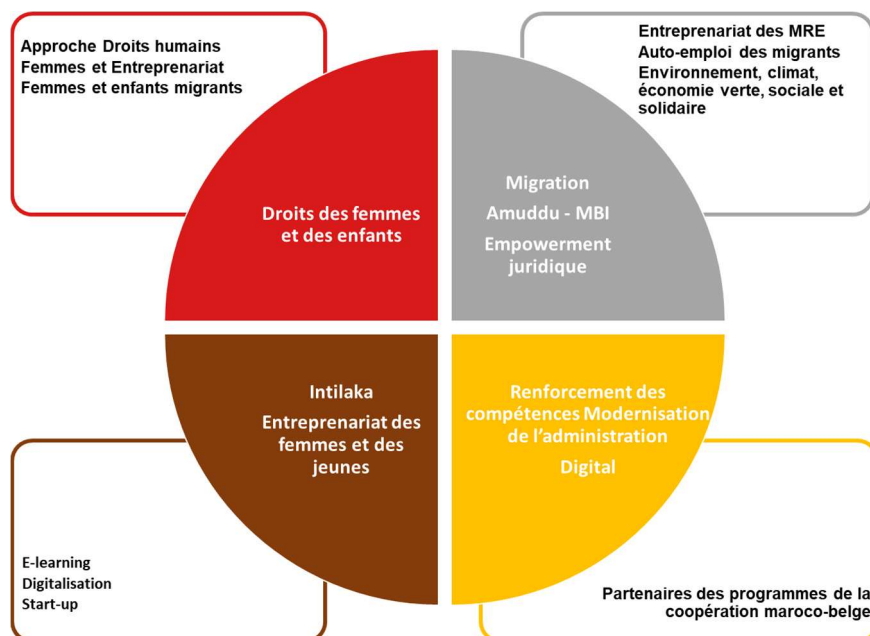 Approche Droits humains
Femmes et Entreprenariat
Femmes et enfants migrants
Entreprenariat des MRE
Auto-emploi des migrants
Environnement, climat,
économie verte, sociale et
solidaire
Droits des femmes
et des enfants
Migration
Amuddu - MBI
Empowerment
juridique
Intilaka
Entreprenariat des
femmes et des
jeunes
Renforcement des
compétences Modernisation
de l'administration
Digital
E-learning
Digitalisation
Start-up
Partenaires des programmes de la
coopération maroco-belge